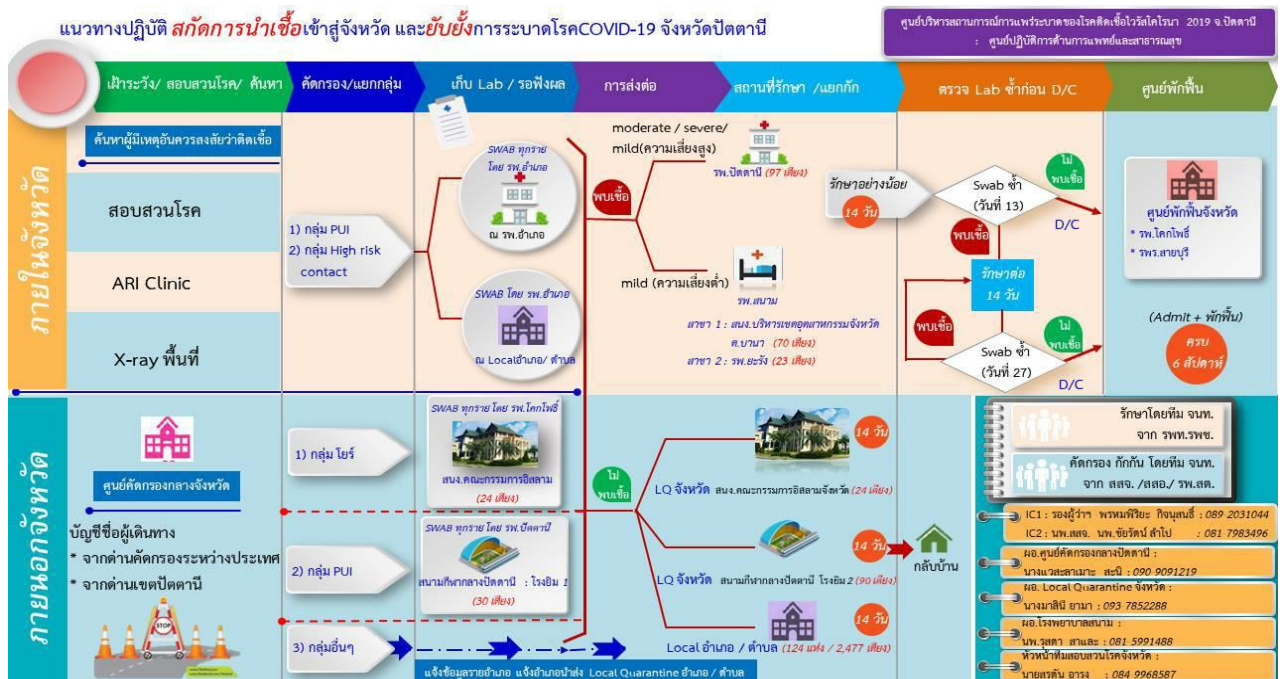 แนวทางปฏิบัติ สกัดการนำเชื้อเข้าสู่จังหวัด และยับยั้งการระบาดโรคCOVID-19 จังหวัดปัตตานี
ศูนย์บริหารสถานการณ์การแพร่ระบาดของโรคติดเชื้อไวรัสโคโรนา 2019 จ.ปัตตานี
: ศูนย์ปฏิบัติการด้านการแพทย์และสาธารณสุข
เฝ้าระวัง/ สอบสวนโรค/ ค้นหา
คัดกรอง/แยกกลุ่ม
เก็บ Lab / รอฟังผล
การส่งต่อ
สถานที่รักษา /แยกกัก
ตรวจ Lab ซ้ำก่อน D/C
ศูนย์พักฟื้น
ภายในจังหวัด
ค้นหาผู้มีเหตุอันควรสงสัยว่าติดเชื้อ
สอบสวนโรค
ARI Clinic
X-ray พื้นที่
1) กลุ่ม PUI
2) กลุ่ม High risk
contact
SWAB ทุกราย
โดย รพ.อำเภอ
ณ รพ.อำเภอ
SWAB โดย รพ.อำเภอ
ณ Localอำเภอ/ ตำบล
พบเชื้อ
moderate / severe/
mild(ความเสี่ยงสูง)
รพ.ปัตตานี (97 เตียง)
mild (ความเสี่ยงต่ำ)
รพ.สนาม
สาขา 1 : สนง.บริหารเขตอุตสาหกรรมจังหวัด
ต.บานา (70 เตียง)
สาขา 2 : รพ.ยะรัง (23 เตียง)
รักษาอย่างน้อย
14 วัน
Swab ซ้ำ
(วันที่ 13)
ไม่
พบเชื้อ
D/C
พบเชื้อ
รักษาต่อ
14 วัน
พบเชื้อ
Swab ซ้ำ
(วันที่ 27)
ไม่
พบเชื้อ
D/C
ศูนย์พักฟื้นจังหวัด
* รพ.โคกโพธิ์
* รพร.สายบุรี
(Admit + พักฟื้น)
ครบ
6 สัปดาห์
ภายนอกจังหวัด
ศูนย์คัดกรองกลางจังหวัด
บัญชีชื่อผู้เดินทาง
* จากด่านคัดกรองระหว่างประเทศ
* จากด่านเขตปัตตานี
STOP
1) กลุ่ม โยร์
2) กลุ่ม PUI
3) กลุ่มอื่นๆ
SWAB ทุกราย โดย รพ.โคกโพธิ์
สนง.คณะกรรมการอิสลาม
(24 เตียง)
SWAB ทุกราย โดย รพ.ปัตตานี
สนามกีฬากลางปัตตานี : โรงยิม 1
(30 เตียง)
แจ้งข้อมูลรายอำเภอ แจ้งอำเภอนำส่ง Local Quarantine อำเภอ / ตำบล
ไม่
พบเชื้อ
14 วัน
LQ จังหวัด สนง.คณะกรรมการอิสลามจังหวัด (24 เตียง)
14 วัน
LQ จังหวัด สนามกีฬากลางปัตตานี โรงยิม 2 (90 เตียง)
กลับบ้าน
14 วัน
Local อำเภอ / ตำบล (124 แห่ง / 2,477 เตียง)
รักษาโดยทีม จนท.
จาก รพท.รพช.
คัดกรอง กักกัน โดยทีม จนท.
จาก สสจ. /สสอ./ รพ.สต.
IC1 : รองผู้ว่าฯ พรหมพิริยะ กิจนุสนธิ์ : 089 2031044
IC2 : นพ.สสจ. นพ.ชัยรัตน์ ลำโป : 081 7983496
ผอ.ศูนย์คัดกรองกลางปัตตานี :
นางแวสะลาเมาะ สะนิ : 090-9091219
ผอ. Local Quarantine จังหวัด :
นางมาสินี ยามา : 093 7852288
ผอ.โรงพยาบาลสนาม :
นพ.รุสตา สาและ : 081 5991488
หัวหน้าทีมสอบสวนโรคจังหวัด :
: 084 9968587